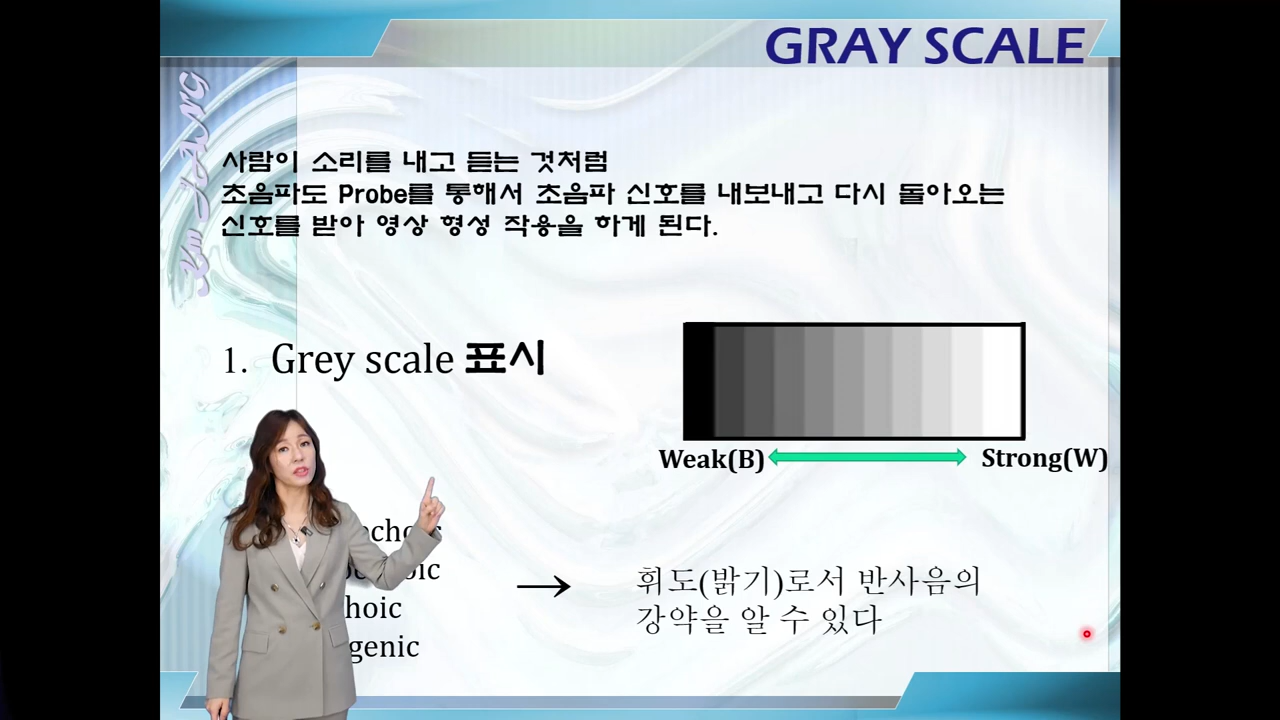 GRAY SCALE
사람이 소리를 내고 듣는 것처럼
초음파도 Probe를 통해서 초음파 신호를 내보내고 다시 돌아오는
신호를 받아 영상 형성 작용을 하게 된다.
1. Grey scale 표시
Weak(B)
Strong(W)
→
휘도(밝기)로서 반사음의
강약을 알 수 있다